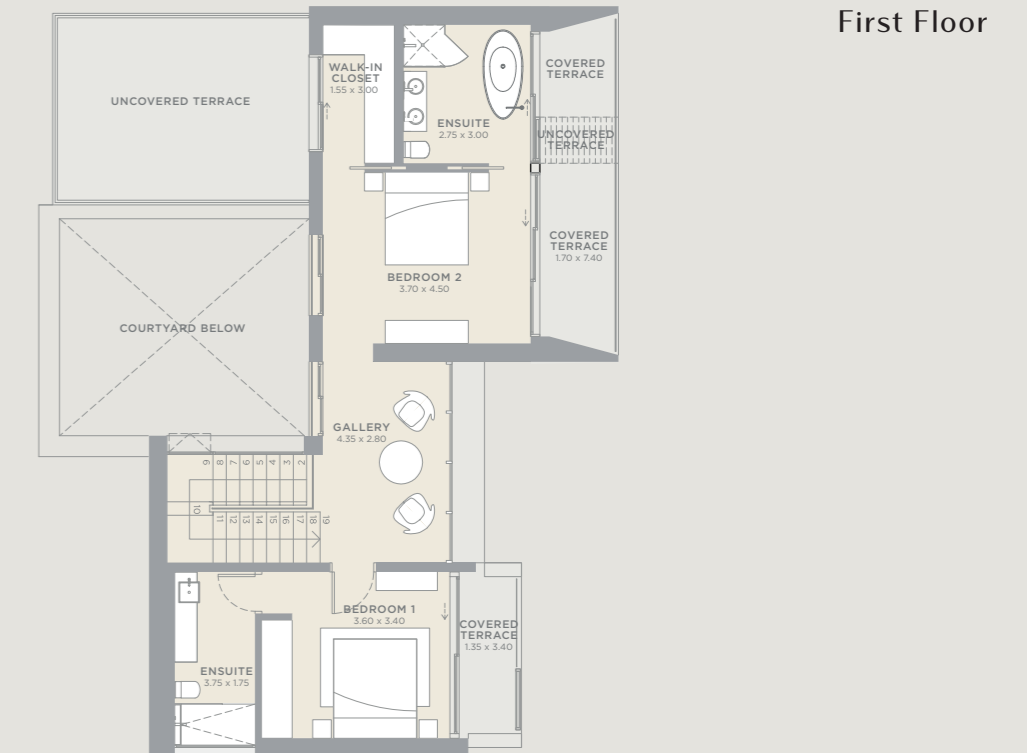 First Floor
UNCOVERED TERRACE
WALK-IN
CLOSET
1.55 x 3.00
ENSUITE
2.75 x 3.00
COVERED
TERRACE
UNCOVERED
TERRACE
COVERED
TERRACE
1.70 x 7.40
BEDROOM 2
3.70 x 4.50
COURTYARD BELOW
GALLERY
4.35 x 2.80
9 8 7 6 5 4 3 2
10
11 12 13 14 15 16 17 18 19
BEDROOM 1
3.60 x 3.40
COVERED
TERRACE
1.35 x 3.40
ENSUITE
3.75 x 1.75